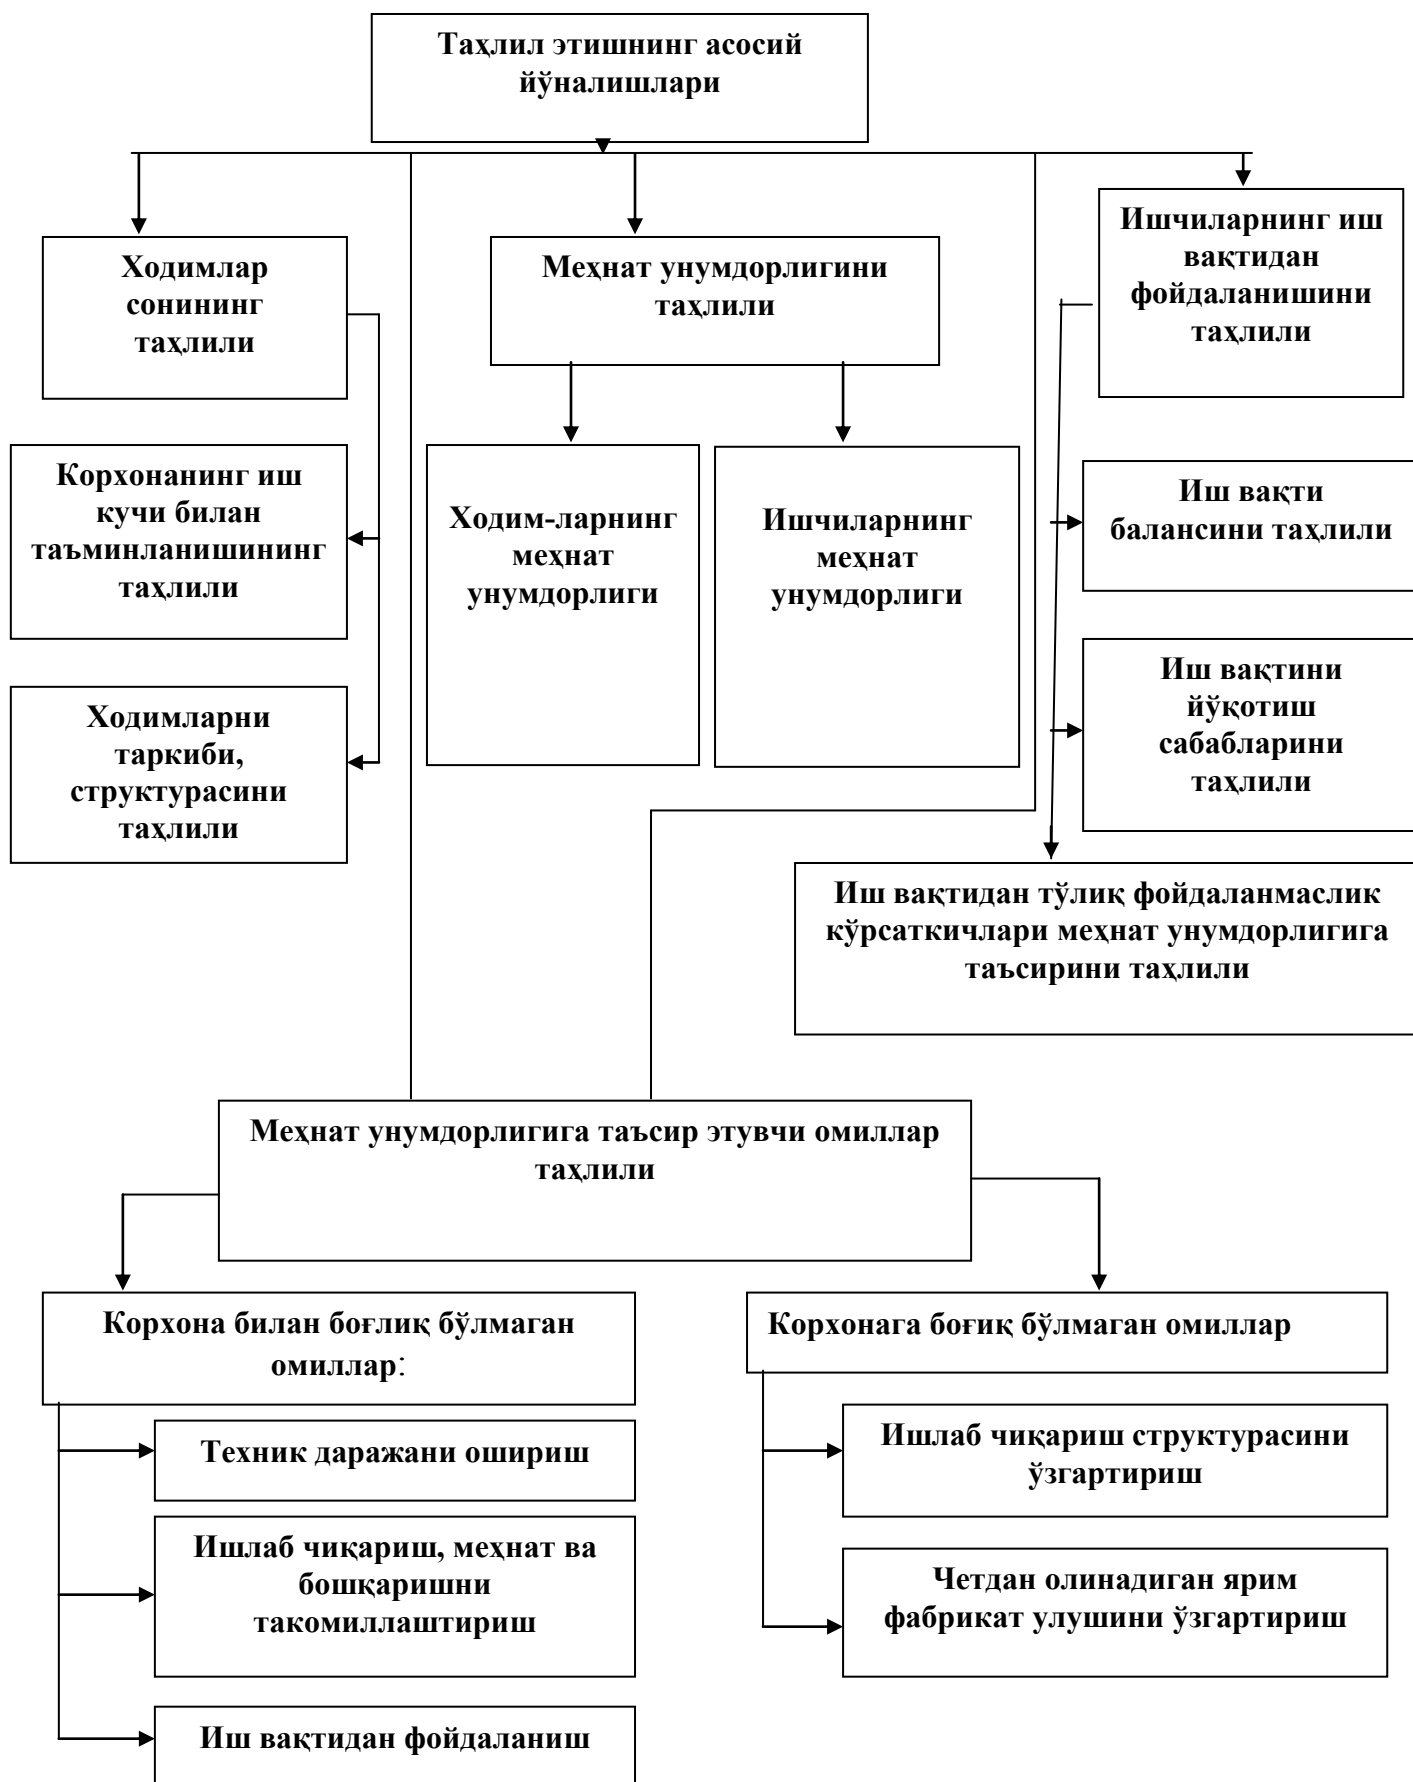 Таҳлил этишнинг асосий
йўналишлари
Ходимлар
сонининг
таҳлили
Меҳнат унумдорлигини
таҳлили
Ишчиларнинг иш
вақтидан
фойдаланишини
таҳлили
Корхонанинг иш
кучи билан
таъминланишининг
таҳлили
Ходим-ларнинг
меҳнат
унумдорлиги
Ишчиларнинг
меҳнат
унумдорлиги
Иш вақти
балансини таҳлили
Ходимларни
таркиби,
структурасини
таҳлили
Иш вақтини
йўқотиш
сабабларини
таҳлили
Иш вақтидан тўлиқ фойдаланмаслик
кўрсаткичлари меҳнат унумдорлигига
таъсирини таҳлили
Меҳнат унумдорлигига таъсир этувчи омиллар
таҳлили
Корхона билан боғлиқ бўлмаган
омиллар:
Техник даражани ошириш
Ишлаб чиқариш, меҳнат ва
бошқаришни
такомиллаштириш
Иш вақтидан фойдаланиш
Корхонага боғиқ бўлмаган омиллар
Ишлаб чиқариш структурасини
ўзгартириш
Четдан олинадиган ярим
фабрикат улушини ўзгартириш